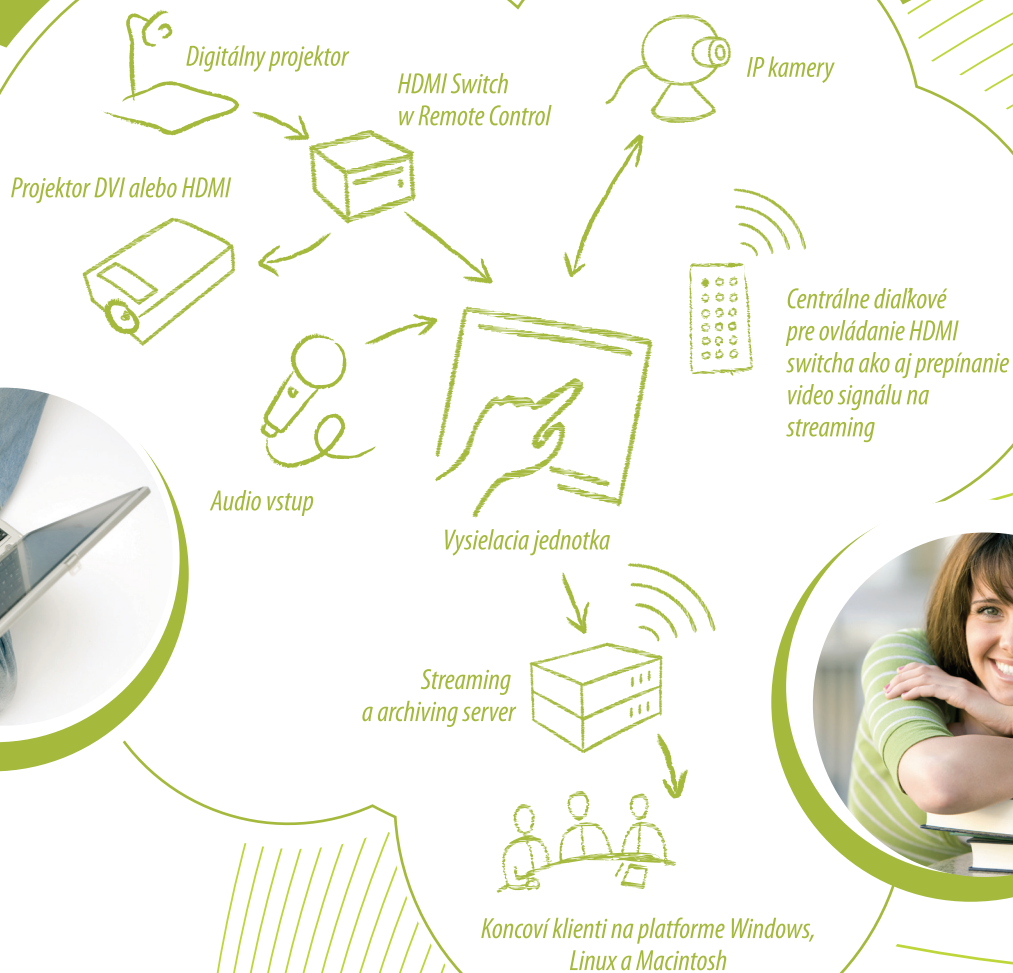 Digitálny projektor
HDMI Switch
w Remote Control
IP kamery
Projektor DVI alebo HDMI
Centrálne diaľkové
pre ovládanie HDMI
switcha ako aj prepínanie
video signálu na
streaming
Audio vstup
Vysielacia jednotka
Streaming
a archiving server
Koncoví klienti na platforme Windows,
Linux a Macintosh